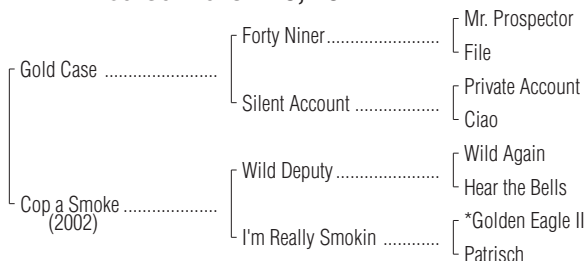 Mr. Prospector
Forty Niner
File
Gold Case
Private Account
Silent Account
Ciao
Wild Again
Wild Deputy
Hear the Bells
Cop a Smoke
(2002)
*Golden Eagle II
I'm Really Smokin
Patrisch